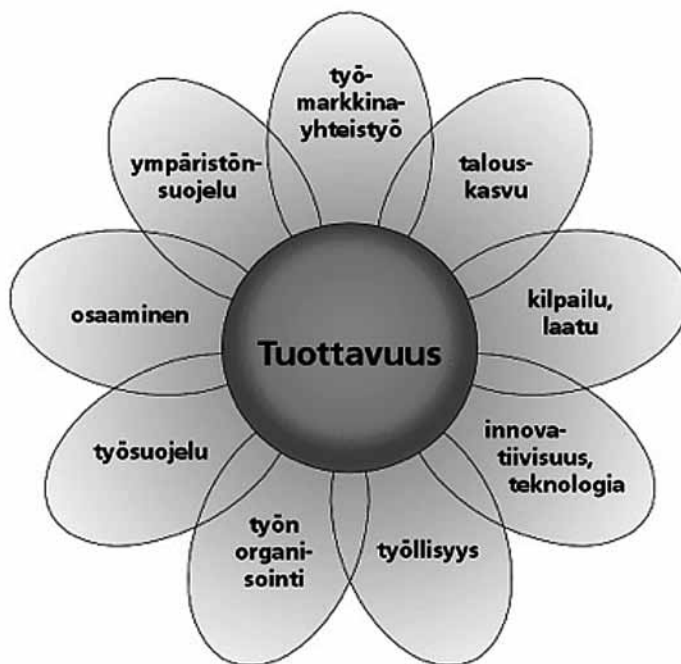 työ-
markkina-
yhteistyö
talous-
kasvu
kilpailu,
laatu
innova-
tiivisuus,
teknologia
työllisyys
työn
organi-
sointi
työsuojelu
osaaminen
ympäristön-
suojelu
Tuottavuus